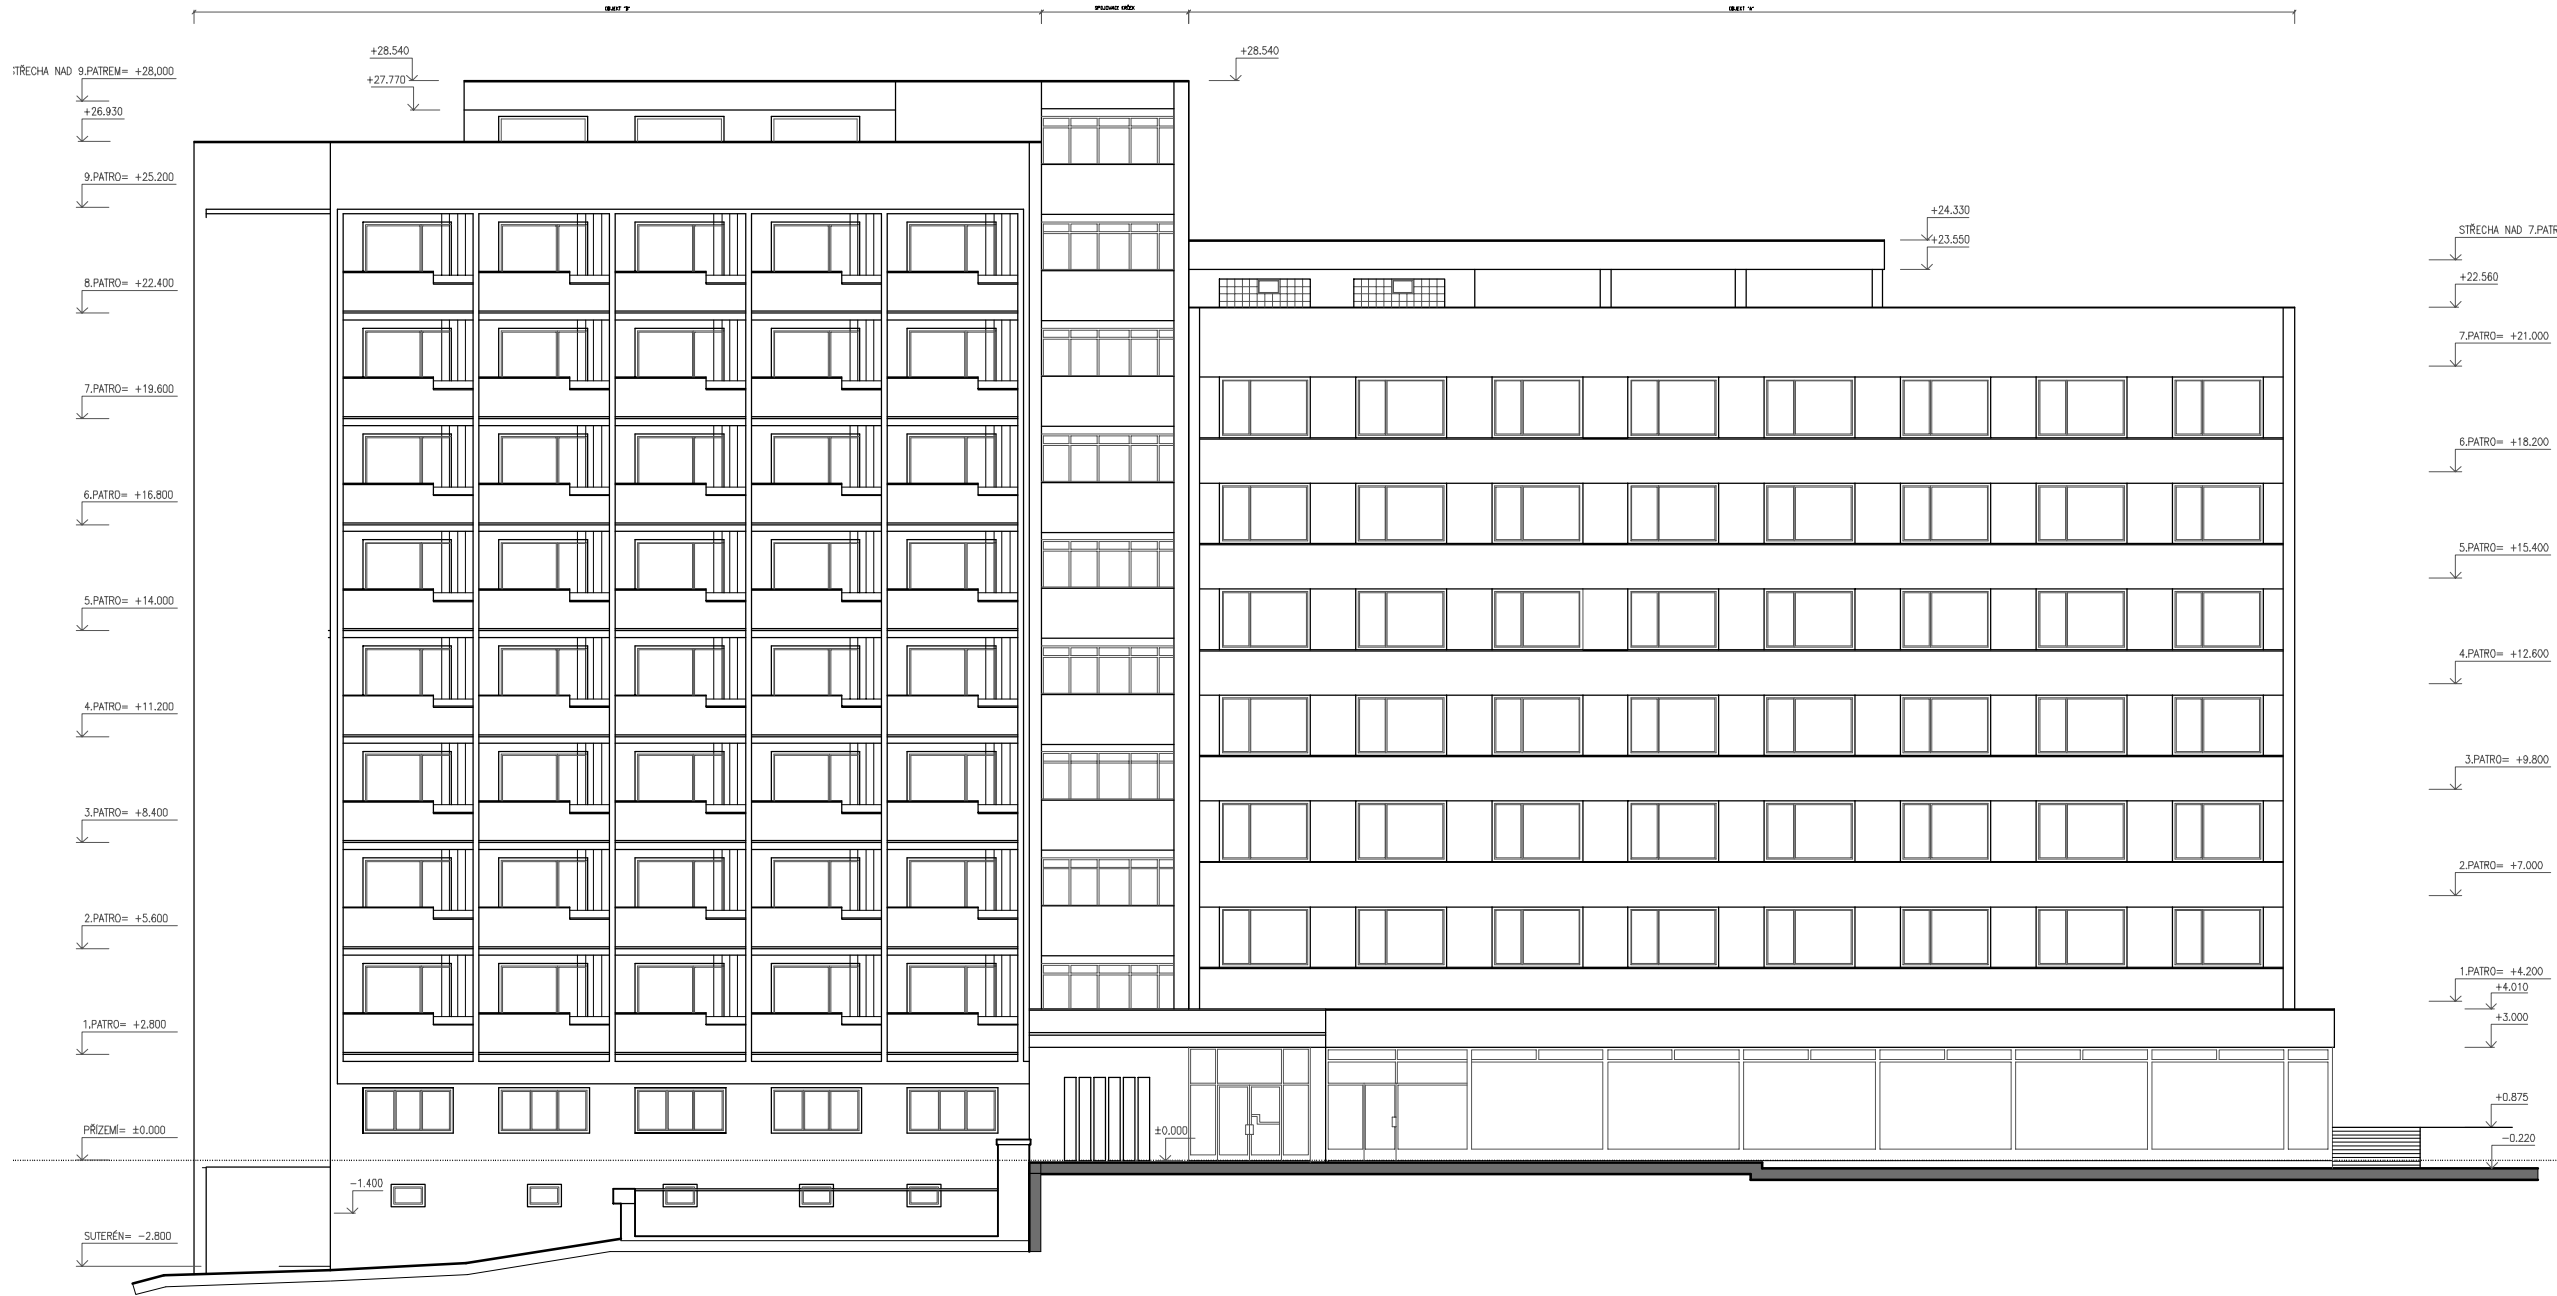 OBJEKT "B"
SPOJOVACÍ KRČEK
OBJEKT "A"
+28.540
+27.770
+28.540
STŘECHA NAD 9.PATREM= +28,000
+26.930
9.PATRO= +25.200
8.PATRO= +22.400
7.PATRO= +19.600
6.PATRO= +16.800
5.PATRO= +14.000
4.PATRO= +11.200
3.PATRO= +8.400
2.PATRO= +5.600
1.PATRO= +2.800
PŘÍZEMÍ= ±0.000
SUTERÉN= −2.800
−1.400
±0.000
+24.330
+23.550
STŘECHA NAD 7.PATR
+22.560
7.PATRO= +21.000
6.PATRO= +18.200
5.PATRO= +15.400
4.PATRO= +12.600
3.PATRO= +9.800
2.PATRO= +7.000
1.PATRO= +4.200
+4.010
+3.000
+0.875
−0.220